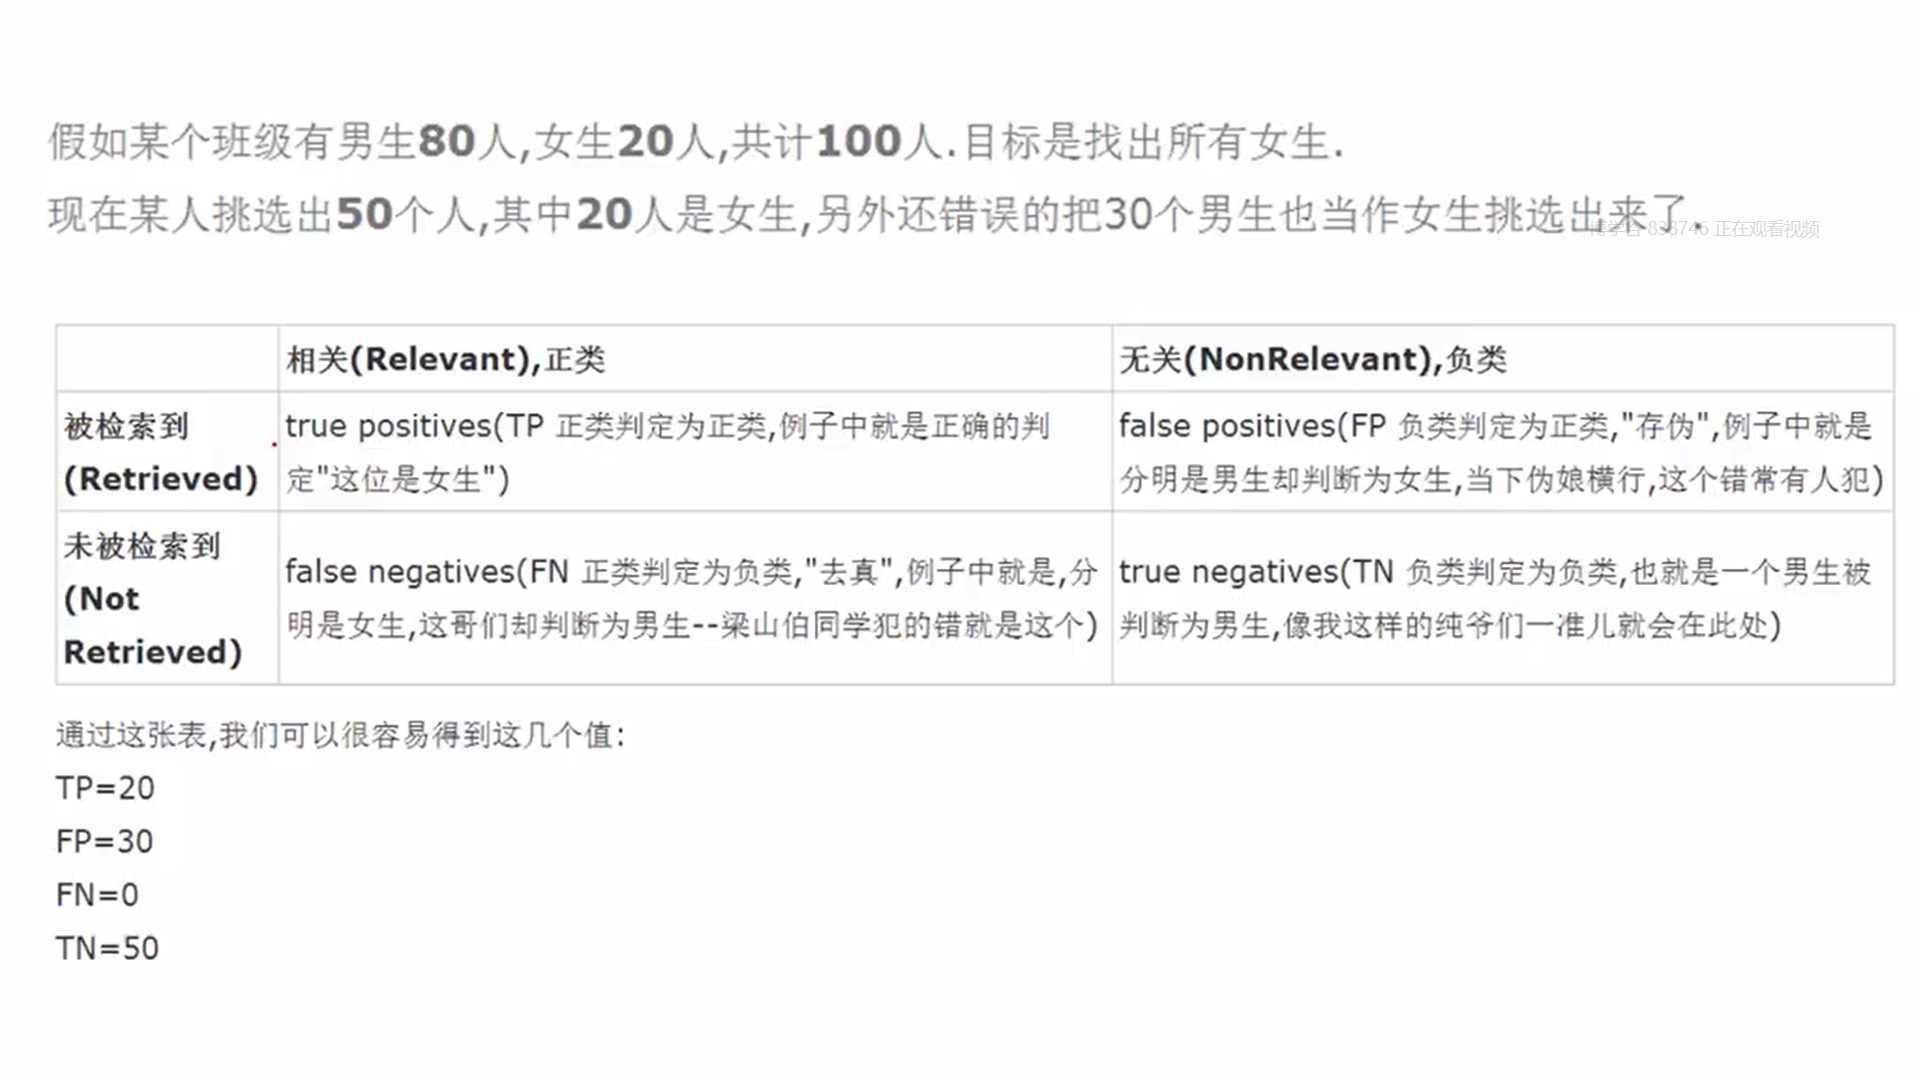 假如某个班级有男生80人,女生20人,共计100人.目标是找出所有女生.
现在某人挑选出50个人,其中20人是女生,另外还错误的把30个男生也当作女生挑选出来了.
838746 正在观看视频
相关(Relevant),正类
无关(NonRelevant),负类
被检索到
(Retrieved)
true positives(TP 正类判定为正类,例子中就是正确的判
定"这位是女生")
false positives(FP 负类判定为正类,"存伪",例子中就是
分明是男生却判断为女生,当下伪娘横行,这个错常有人犯)
未被检索到
(Not
Retrieved)
false negatives(FN 正类判定为负类,"去真",例子中就是,分
明是女生,这哥们却判断为男生--梁山伯同学犯的错就是这个)
true negatives(TN 负类判定为负类,也就是一个男生被
判断为男生,像我这样的纯爷们一准儿就会在此处)
通过这张表,我们可以很容易得到这几个值:
TP=20
FP=30
FN=0
TN=50